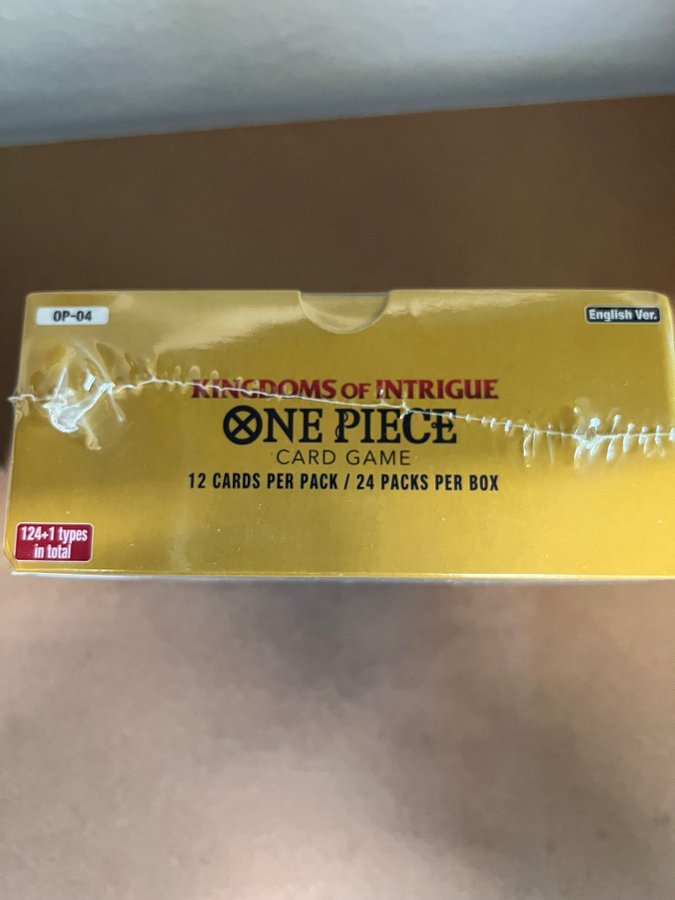 OP-04
English Ver.
KINGDOMS OF INTRIGUE
ONE PIECE
CARD GAME
12 CARDS PER PACK / 24 PACKS PER BOX
124+1 types
in total